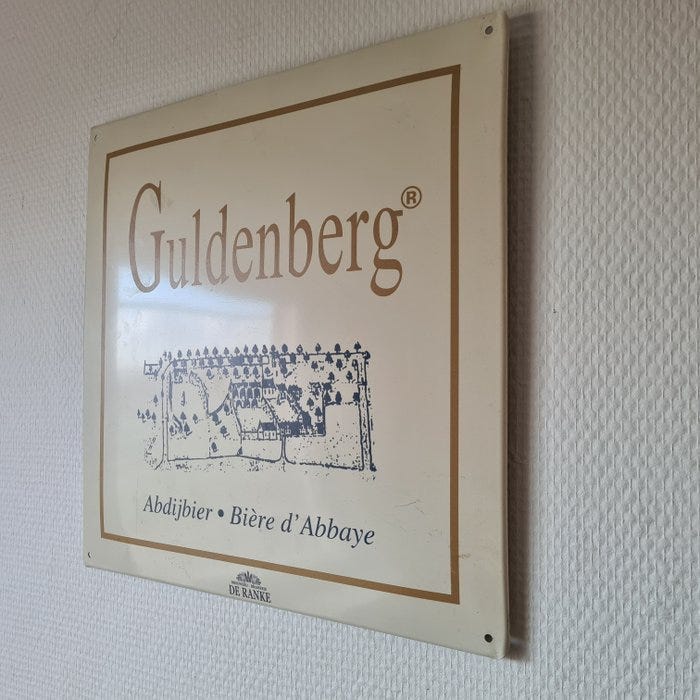 Guldenberg®
Abdijbier • Bière d'Abbaye
DE RANKE